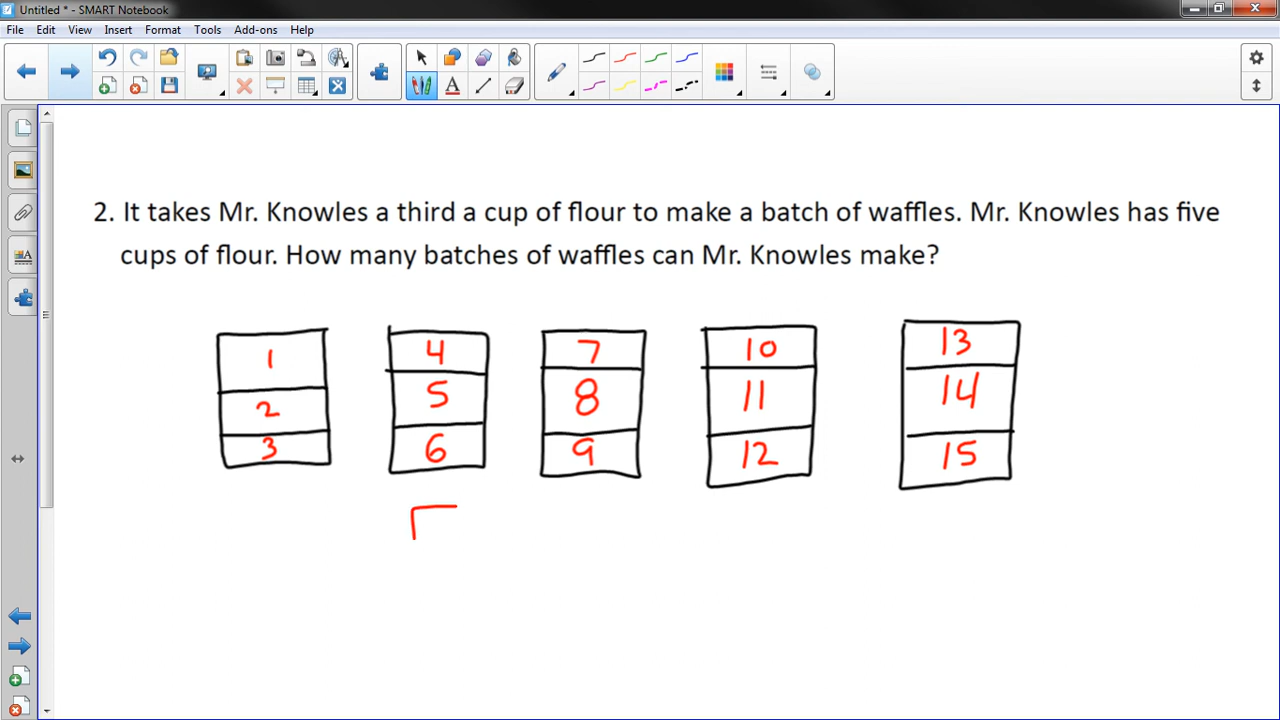 Untitled * - SMART Notebook
File Edit View Insert Format Tools Add-ons Help
2. It takes Mr. Knowles a third a cup of flour to make a batch of waffles. Mr. Knowles has five
cups of flour. How many batches of waffles can Mr. Knowles make?
1 4 7 10 13
2 5 8 11 14
3 6 9 12 15